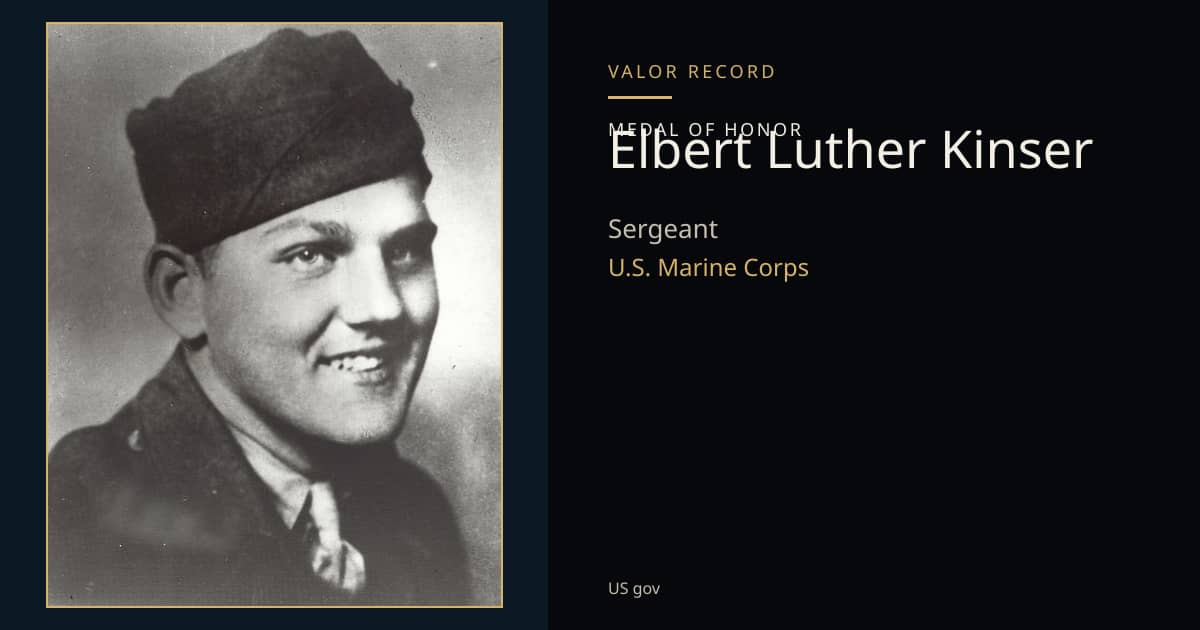 VALOR RECORD
MEDAL OF HONOR
Elbert Luther Kinser
Sergeant
U.S. Marine Corps
US gov